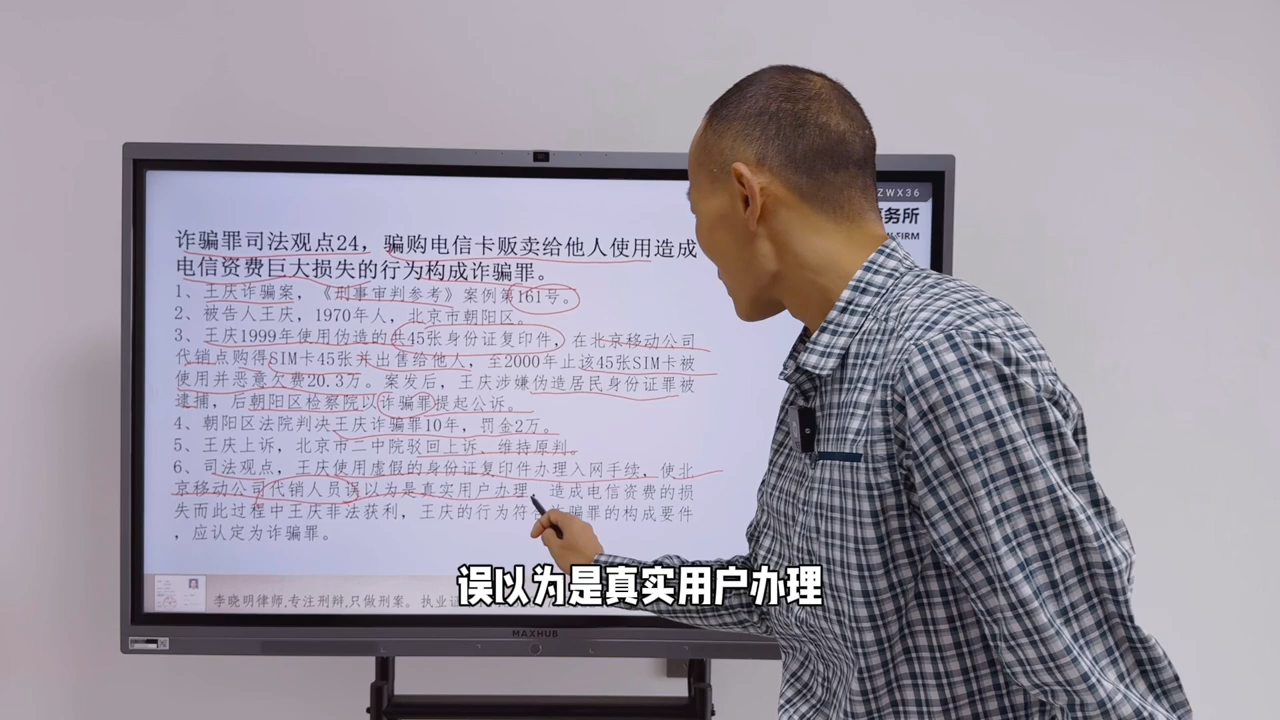 ZWX36
务所
FIRM
诈骗罪司法观点24，骗购电信卡贩卖给他人使用造成
电信资费巨大损失的行为构成诈骗罪。
1、王庆诈骗案，《刑事审判参考》案例第161号。
2、被告人王庆，1970年人，北京市朝阳区。
3、王庆1999年使用伪造的共45张身份证复印件，在北京移动公司
代销点购得SIM卡45张并出售给他人，至2000年止该45张SIM卡被
使用并恶意欠费20.3万。案发后，王庆涉嫌伪造居民身份证罪被
逮捕，后朝阳区检察院以诈骗罪提起公诉。
4、朝阳区法院判决王庆诈骗罪10年，罚金2万。
5、王庆上诉，北京市二中院驳回上诉，维持原判。
6、司法观点，王庆使用虚假的身份证复印件办理入网手续，使北
京移动公司代销人员误以为是真实用户办理，造成电信资费的损
失而此过程中王庆非法获利，王庆的行为符合诈骗罪的构成要件
，应认定为诈骗罪。
李晓明律师,专注刑辩,只做刑案。执业证
误以为是真实用户办理
MAXHUB